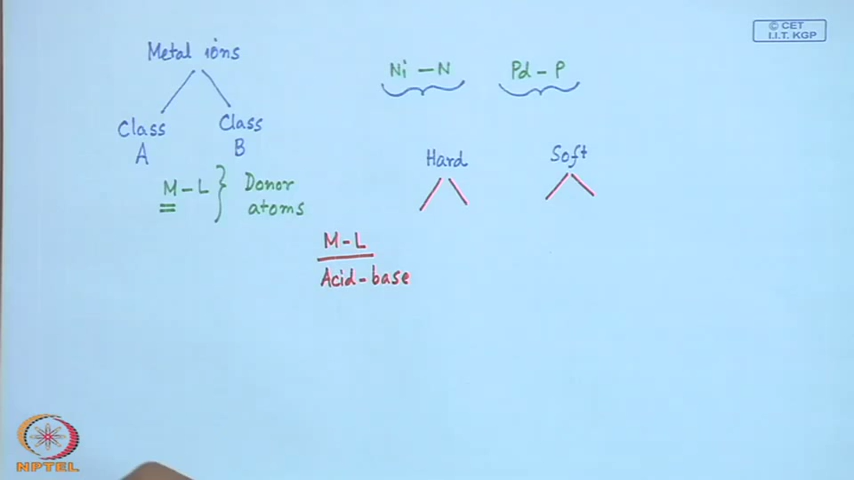 © CET
I.I.T. KGP
Metal ions
Ni - N
Pd - P
Class
A
Class
B
Hard
Soft
M - L } Donor
atoms
M - L
Acid - base
NPTEL